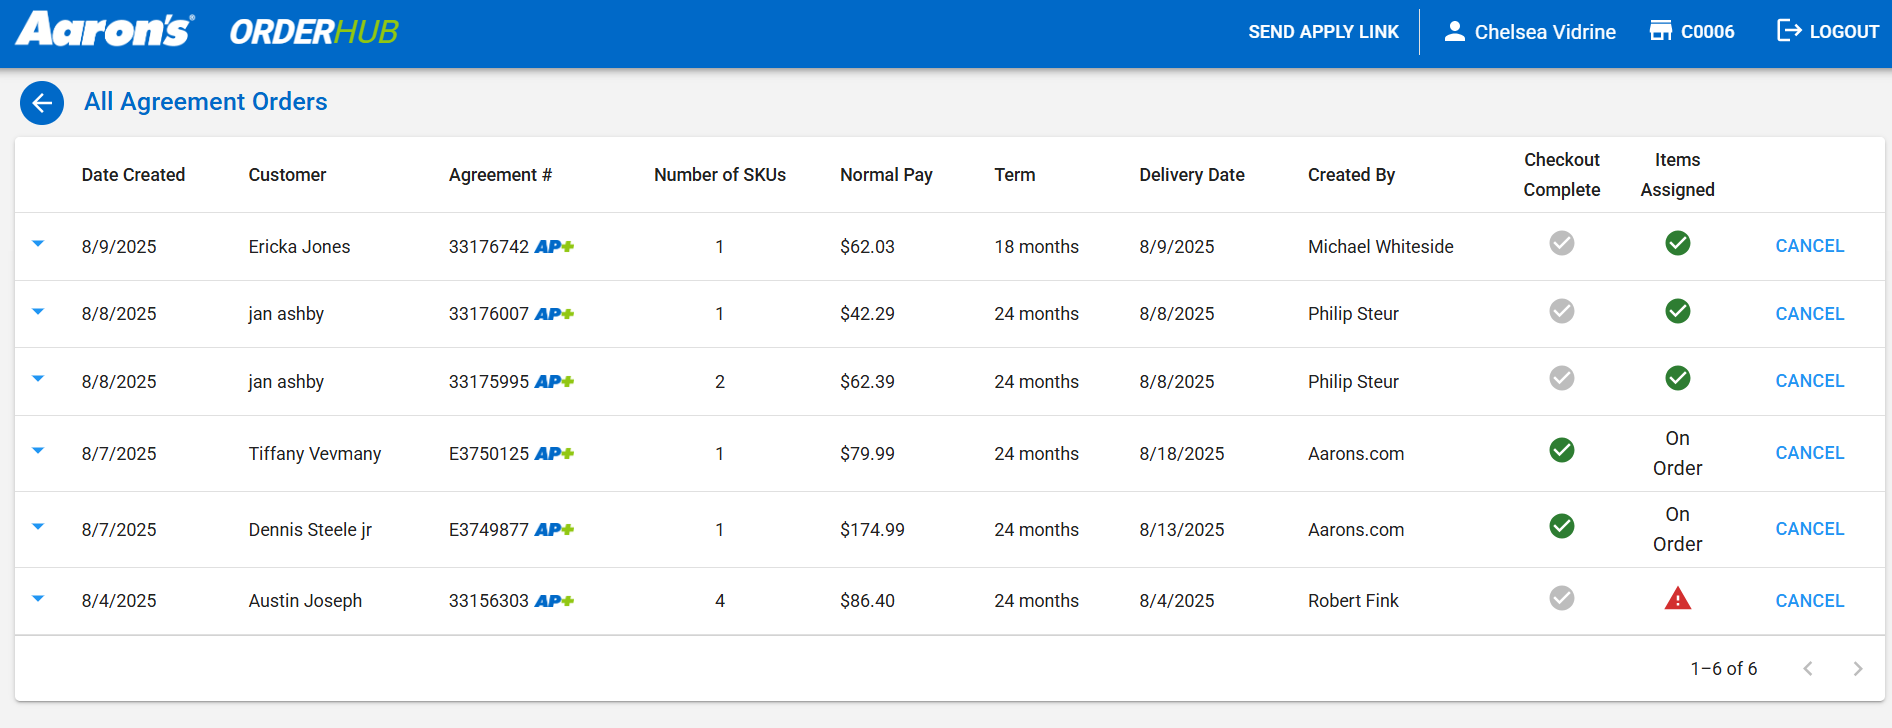 Aaron's® ORDERHUB SEND APPLY LINK Chelsea Vidrine C0006 LOGOUT
All Agreement Orders
Date Created Customer Agreement # Number of SKUs Normal Pay Term Delivery Date Created By Checkout Complete Items Assigned
8/9/2025 Ericka Jones 33176742 AP+ 1 $62.03 18 months 8/9/2025 Michael Whiteside CANCEL
8/8/2025 jan ashby 33176007 AP+ 1 $42.29 24 months 8/8/2025 Philip Steur CANCEL
8/8/2025 jan ashby 33175995 AP+ 2 $62.39 24 months 8/8/2025 Philip Steur CANCEL
8/7/2025 Tiffany Vevmany E3750125 AP+ 1 $79.99 24 months 8/18/2025 Aarons.com On Order CANCEL
8/7/2025 Dennis Steele jr E3749877 AP+ 1 $174.99 24 months 8/13/2025 Aarons.com On Order CANCEL
8/4/2025 Austin Joseph 33156303 AP+ 4 $86.40 24 months 8/4/2025 Robert Fink CANCEL
1–6 of 6